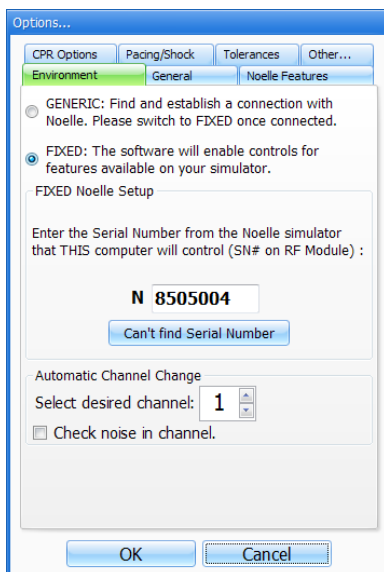 Options...
CPR Options Pacing/Shock Tolerances Other...
Environment General Noelle Features
GENERIC: Find and establish a connection with
Noelle. Please switch to FIXED once connected.
FIXED: The software will enable controls for
features available on your simulator.
FIXED Noelle Setup
Enter the Serial Number from the Noelle simulator
that THIS computer will control (SN# on RF Module) :
N 8505004
Can't find Serial Number
Automatic Channel Change
Select desired channel: 1
Check noise in channel.
OK Cancel